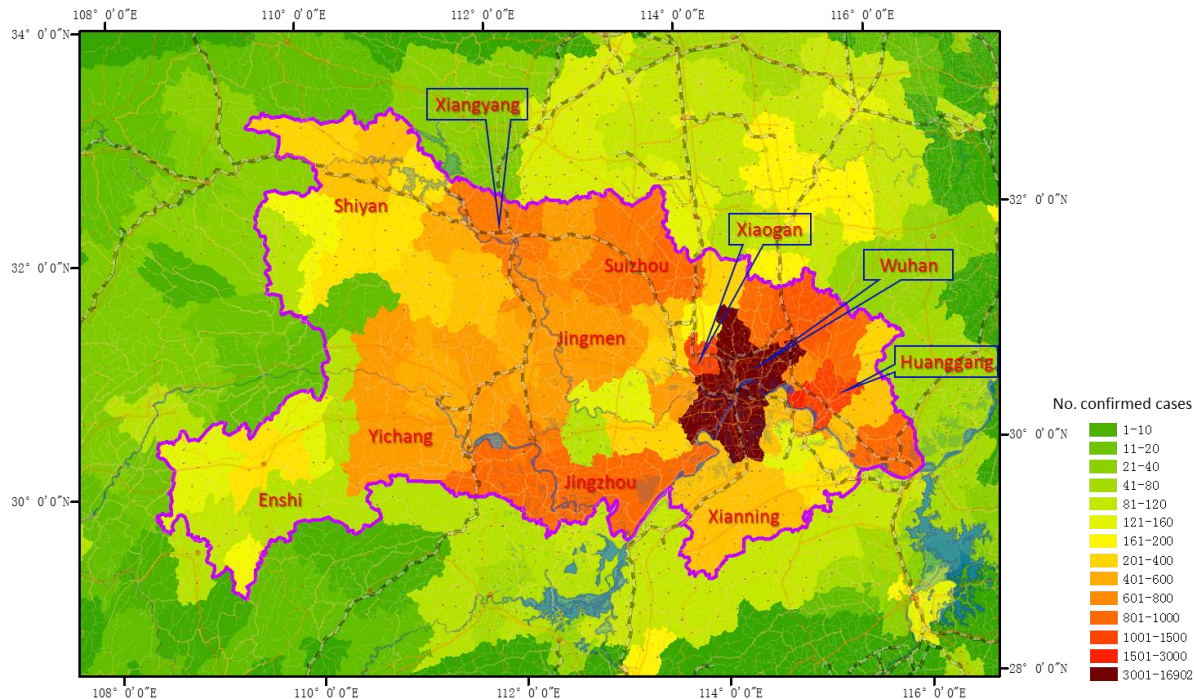 108° 0′0″E 110° 0′0″E 112° 0′0″E 114° 0′0″E 116° 0′0″E
34° 0′0″N
Xiangyang
32° 0′0″N
Shiyan
Xiaogan
Wuhan
32° 0′0″N
Suizhou
Jingmen
Huanggang
No. confirmed cases
1-10
30° 0′0″N
Yichang
11-20
21-40
41-80
Jingzhou
81-120
30° 0′0″N
Enshi
Xianning
121-160
161-200
201-400
401-600
601-800
801-1000
1001-1500
1501-3000
28° 0′0″N
3001-16902
108° 0′0″E 110° 0′0″E 112° 0′0″E 114° 0′0″E 116° 0′0″E